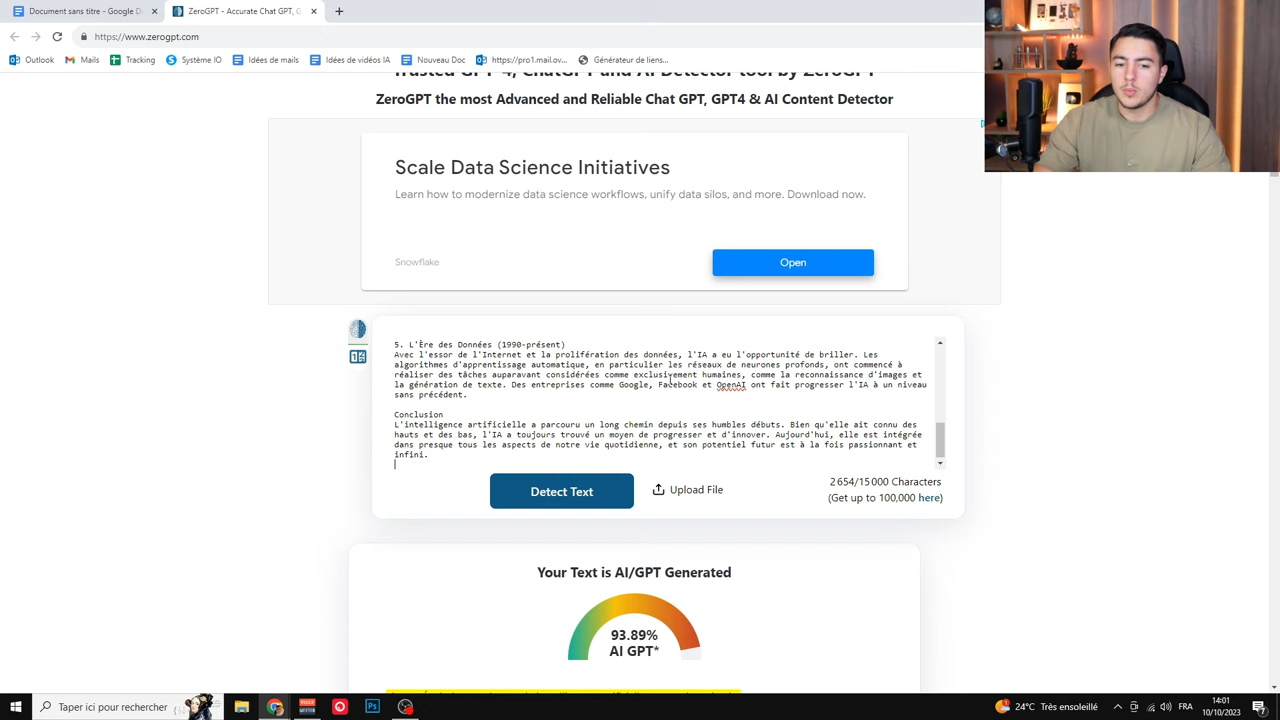 Document sans titre - Google D
ZeroGPT - Accurate Chat GPT, G
https://www.zerogpt.com
Outlook
Mails
Tracking
Système IO
Idées de mails
Idées de vidéos IA
Nouveau Doc
https://pro1.mail.ov...
Générateur de liens...
Trusted GPT-4, ChatGPT and AI Detector tool by ZeroGPT
ZeroGPT the most Advanced and Reliable Chat GPT, GPT4 & AI Content Detector
Scale Data Science Initiatives
Learn how to modernize data science workflows, unify data silos, and more. Download now.
Snowflake
Open
5. L'Ère des Données (1990-présent)
Avec l'essor de l'Internet et la prolifération des données, l'IA a eu l'opportunité de briller. Les
algorithmes d'apprentissage automatique, en particulier les réseaux de neurones profonds, ont commencé à
réaliser des tâches auparavant considérées comme exclusivement humaines, comme la reconnaissance d'images et
la génération de texte. Des entreprises comme Google, Facebook et OpenAI ont fait progresser l'IA à un niveau
sans précédent.
Conclusion
L'intelligence artificielle a parcouru un long chemin depuis ses humbles débuts. Bien qu'elle ait connu des
hauts et des bas, l'IA a toujours trouvé un moyen de progresser et d'innover. Aujourd'hui, elle est intégrée
dans presque tous les aspects de notre vie quotidienne, et son potentiel futur est à la fois passionnant et
infini.
Detect Text
Upload File
2 654/15 000 Characters
(Get up to 100,000 here)
Your Text is AI/GPT Generated
93.89%
AI GPT*
Taper ici pour rechercher
Ps
24°C Très ensoleillé
FRA
14:01
10/10/2023